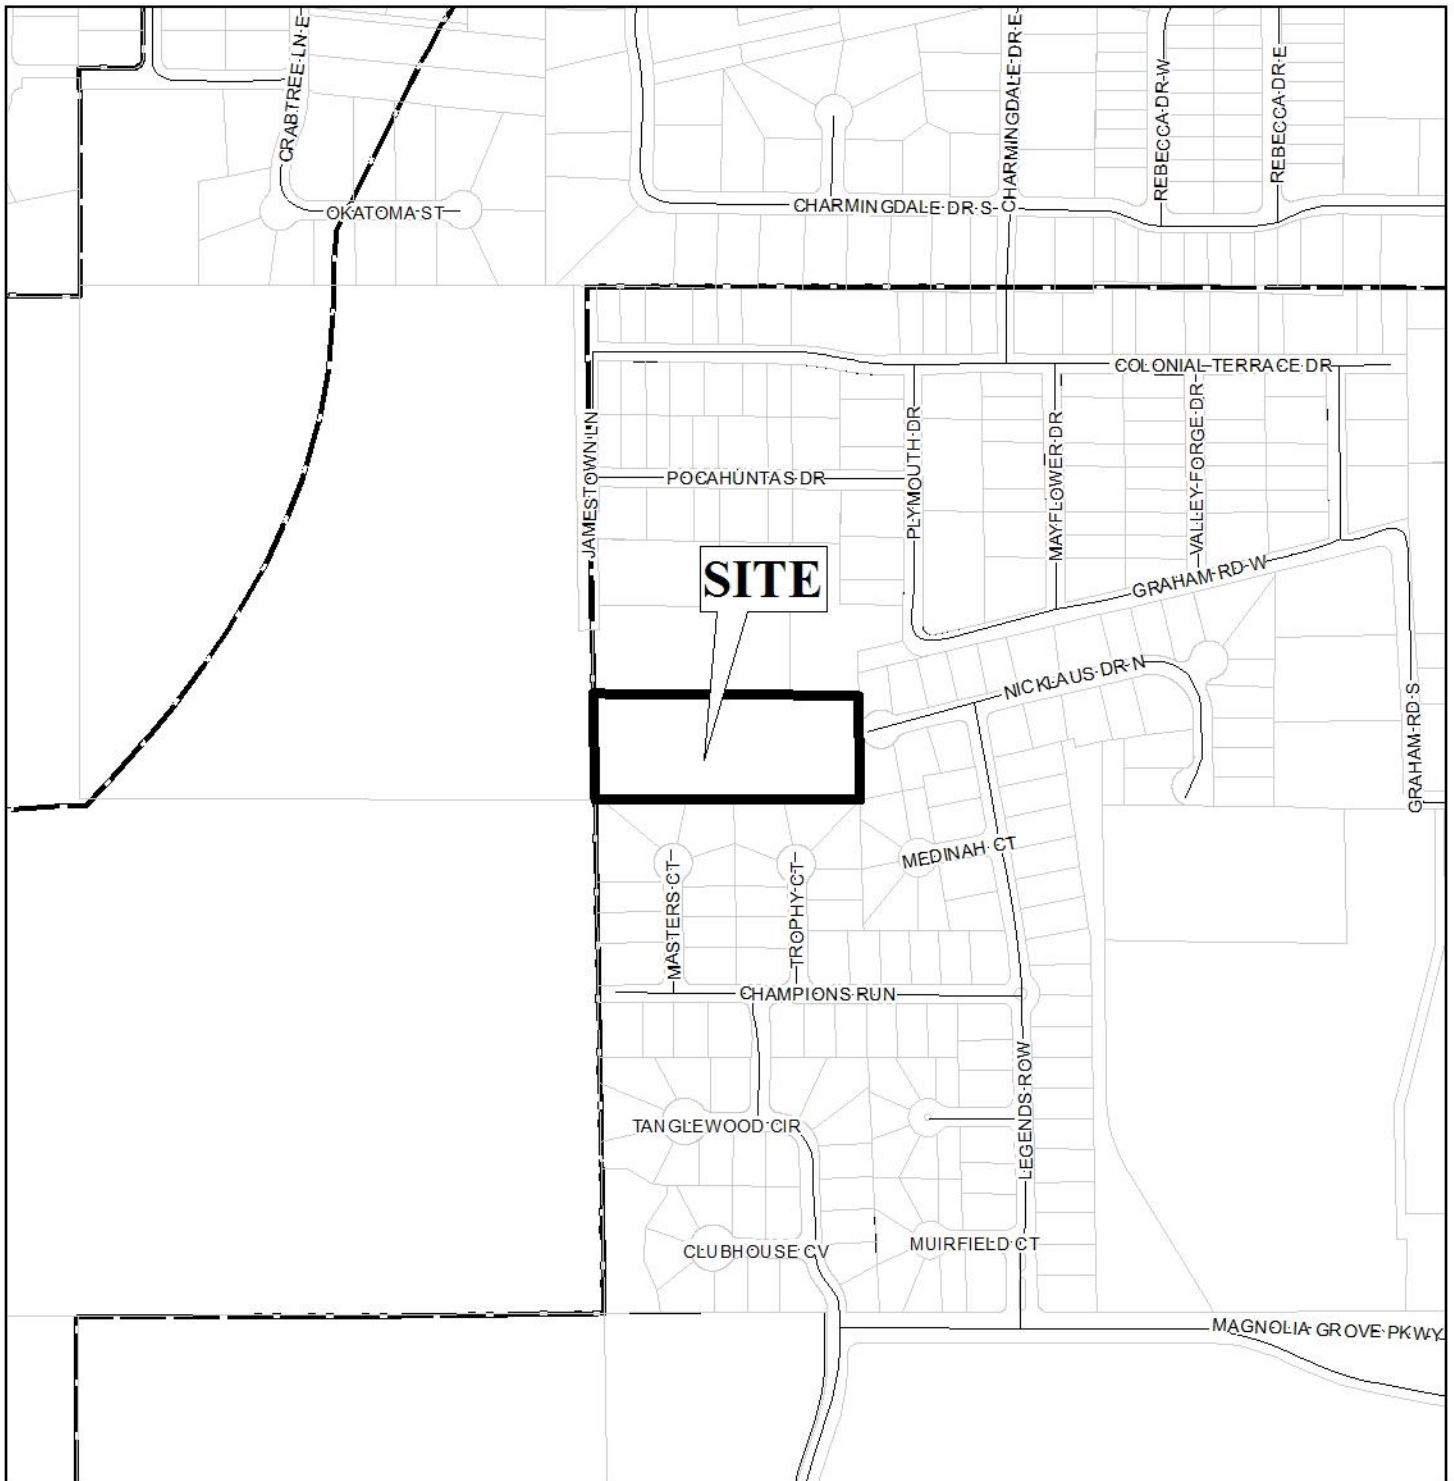 CRABTREE LN E
CHARMINGDALE DR E
REBECCA DR W
REBECCA DR E
OKATOMA ST
CHARMINGDALE DR S
COLONIAL TERRACE DR
JAMESTOWN LN
POCAHUNTAS DR
PLYMOUTH DR
MAYFLOWER DR
VALLEY FORGE DR
SITE
GRAHAM RD W
NICKLAUS DR N
GRAHAM RD S
MEDINAH CT
MASTERS CT
TROPHY CT
CHAMPIONS RUN
LEGENDS ROW
TANGLEWOOD CIR
CLUBHOUSE CV
MUIRFIELD CT
MAGNOLIA GROVE PKWY